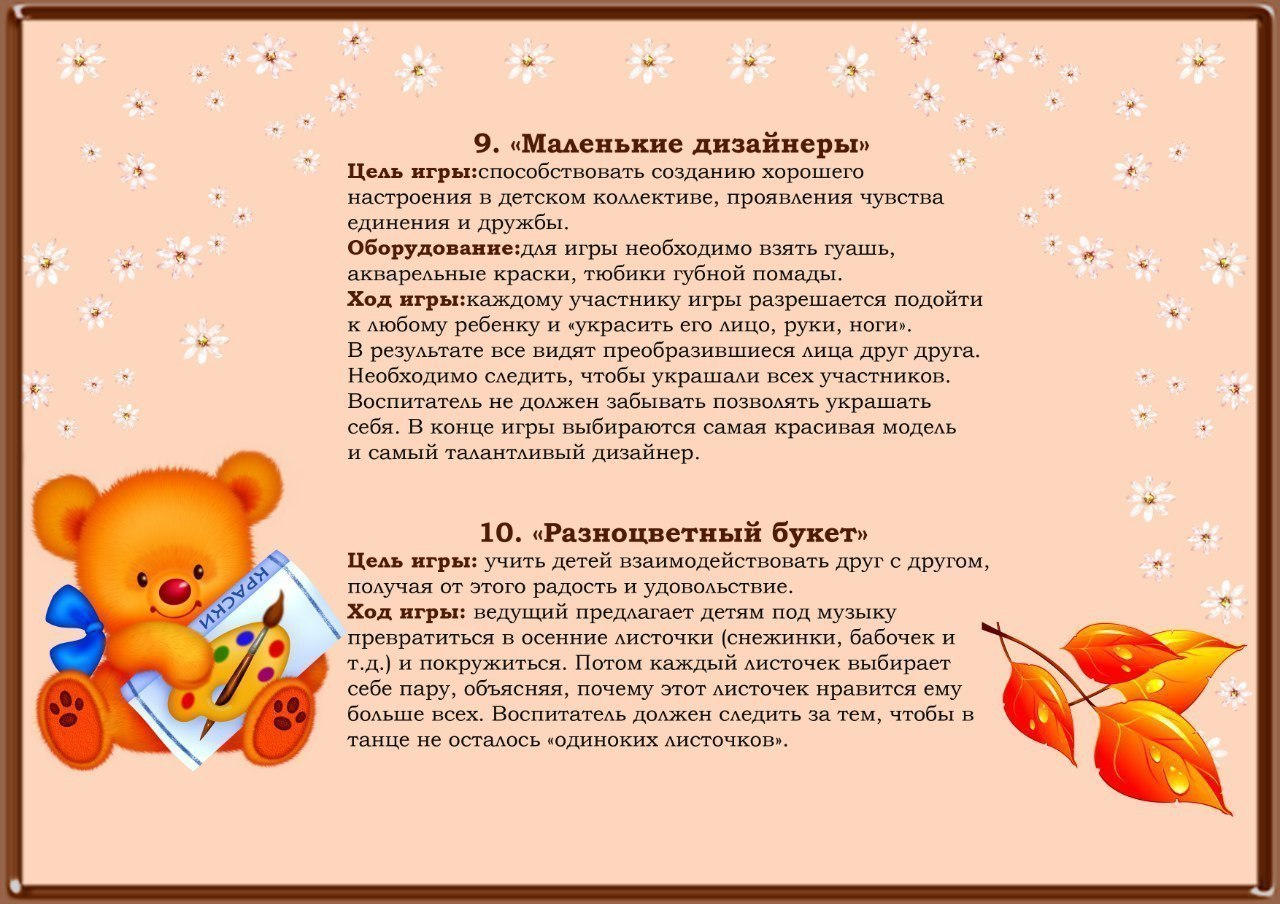 9. «Маленькие дизайнеры»
Цель игры:способствовать созданию хорошего
настроения в детском коллективе, проявления чувства
единения и дружбы.
Оборудование:для игры необходимо взять гуашь,
акварельные краски, тюбики губной помады.
Ход игры:каждому участнику игры разрешается подойти
к любому ребенку и «украсить его лицо, руки, ноги».
В результате все видят преобразившиеся лица друг друга.
Необходимо следить, чтобы украшали всех участников.
Воспитатель не должен забывать позволять украшать
себя. В конце игры выбираются самая красивая модель
и самый талантливый дизайнер.
10. «Разноцветный букет»
Цель игры: учить детей взаимодействовать друг с другом,
получая от этого радость и удовольствие.
Ход игры: ведущий предлагает детям под музыку
превратиться в осенние листочки (снежинки, бабочек и
т.д.) и покружиться. Потом каждый листочек выбирает
себе пару, объясняя, почему этот листочек нравится ему
больше всех. Воспитатель должен следить за тем, чтобы в
танце не осталось «одиноких листочков».
КРАСКИ